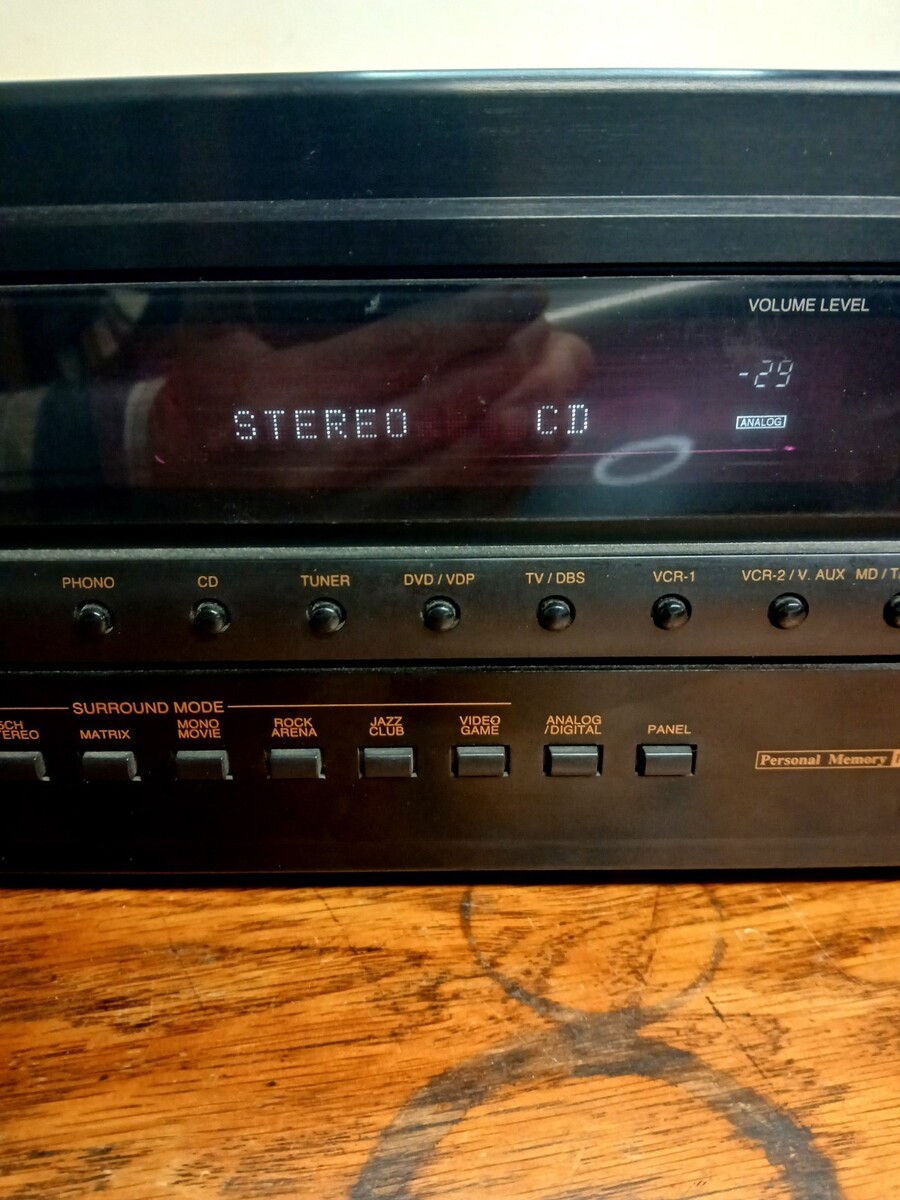 VOLUME LEVEL
-29
STEREO CD
ANALOG
PHONO CD TUNER DVD / VDP TV / DBS VCR-1 VCR-2 / V. AUX MD /
SURROUND MODE
MATRIX
MONO MOVIE
ROCK ARENA
JAZZ CLUB
VIDEO GAME
ANALOG /DIGITAL
PANEL
Personal Memory